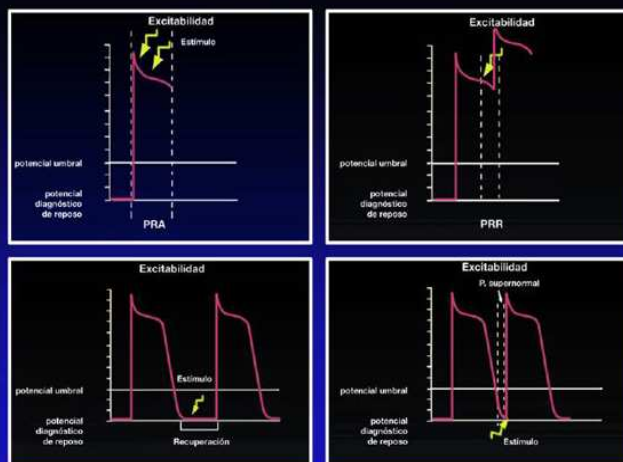 Excitabilidad
Estímulo
potencial umbral
potencial
diagnóstico
de reposo
PRA
Excitabilidad
potencial umbral
potencial
diagnóstico
de reposo
PRR
Excitabilidad
Estímulo
potencial umbral
potencial
diagnóstico
de reposo
Recuperación
Excitabilidad
P. supernormal
potencial umbral
potencial
diagnóstico
de reposo
Estímulo